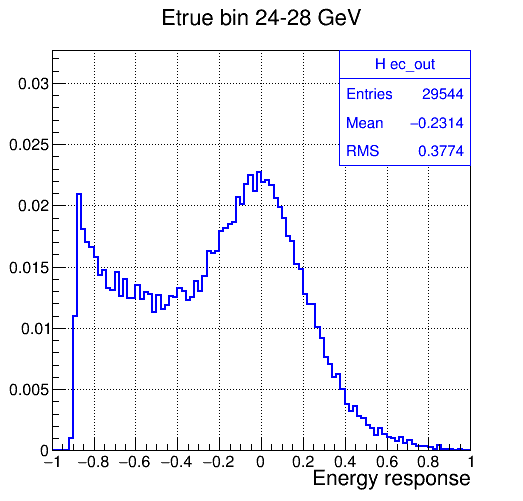 Etrue bin 24-28 GeV
H ec_out
Entries 29544
Mean −0.2314
RMS 0.3774
0.03
0.025
0.02
0.015
0.01
0.005
0
−1 −0.8 −0.6 −0.4 −0.2 0 0.2 0.4 0.6 0.8 1
Energy response